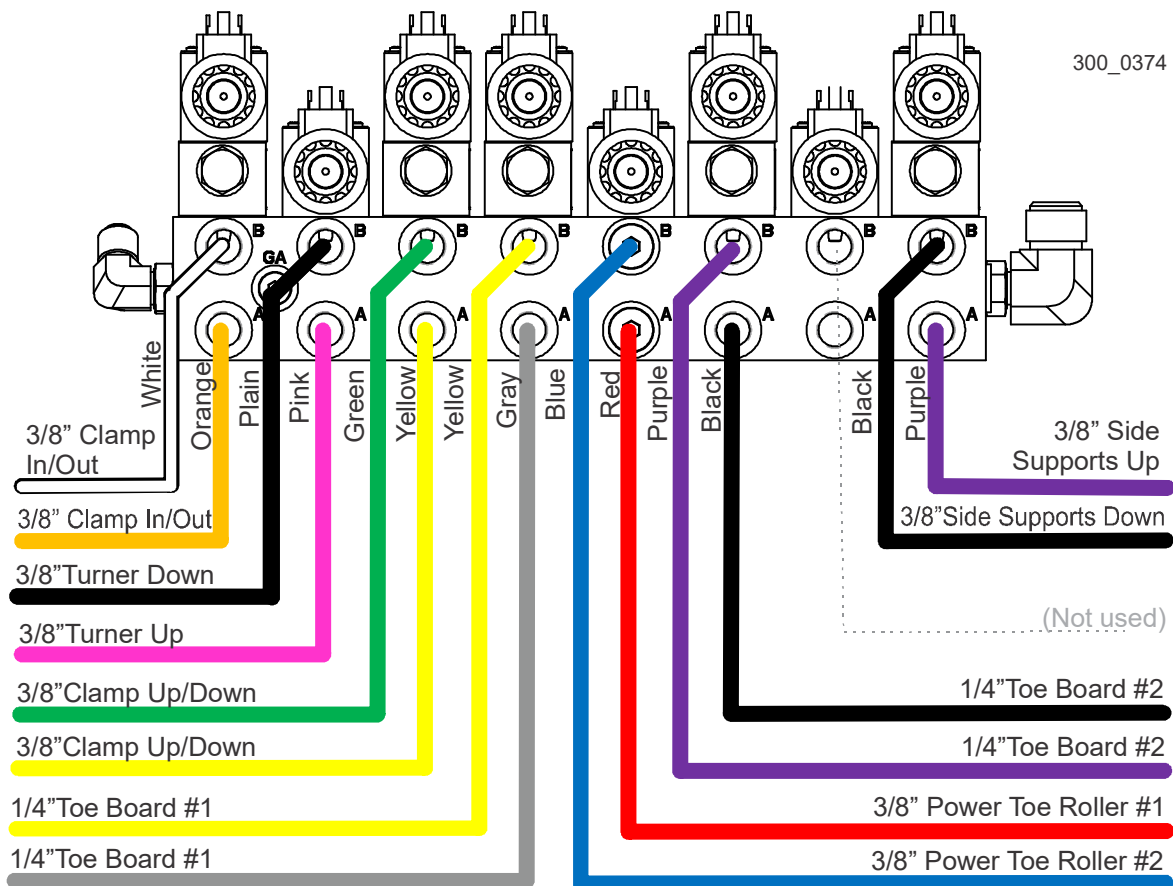 300_0374
B
B
B
B
B
B
B
B
GA
A
A
A
A
A
A
A
A
White
Orange
Plain
Pink
Green
Yellow
Yellow
Gray
Blue
Red
Purple
Black
Black
Purple
3/8” Clamp
In/Out
3/8” Clamp In/Out
3/8”Turner Down
3/8”Turner Up
3/8”Clamp Up/Down
3/8”Clamp Up/Down
1/4”Toe Board #1
1/4”Toe Board #1
3/8” Side
Supports Up
3/8”Side Supports Down
(Not used)
1/4”Toe Board #2
1/4”Toe Board #2
3/8” Power Toe Roller #1
3/8” Power Toe Roller #2